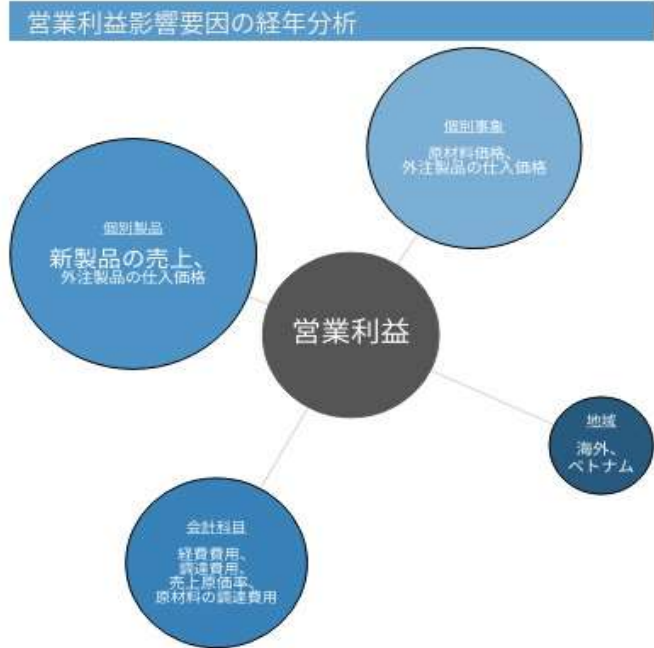 営業利益影響要因の経年分析
個別事象
原材料価格、
外注製品の仕入価格
個別製品
新製品の売上、
外注製品の仕入価格
営業利益
地域
海外、
ベトナム
会計科目
経費費用、
調達費用、
売上原価率、
原材料の調達費用